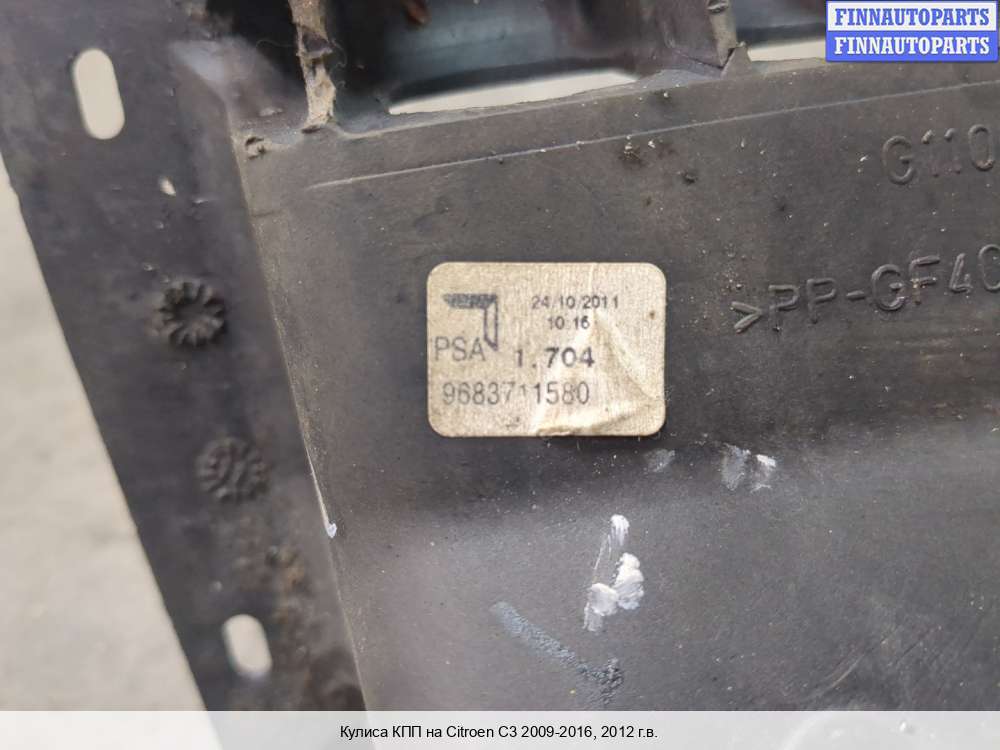 FINNAUTOPARTS
FINNAUTOPARTS
G110
>PP-GF40
24/10/2011
10:16
PSA 1.704
9683711580
Кулиса КПП на Citroen C3 2009-2016, 2012 г.в.